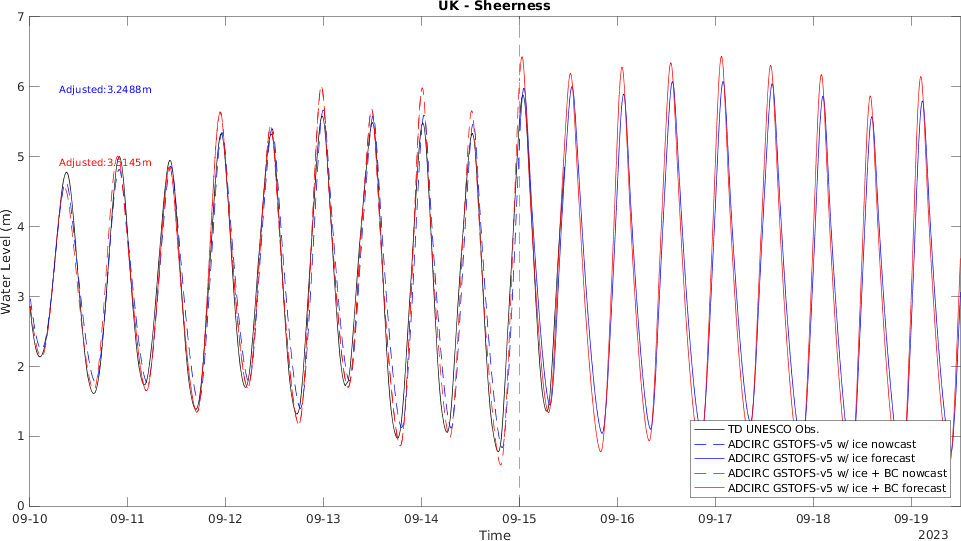 UK - Sheerness
7
6
5
4
3
2
1
0
Water Level (m)
Adjusted:3.2488m
Adjusted:3.5145m
09-10 09-11 09-12 09-13 09-14 09-15 09-16 09-17 09-18 09-19
Time
2023
TD UNESCO Obs.
ADCIRC GSTOFS-v5 w/ ice nowcast
ADCIRC GSTOFS-v5 w/ ice forecast
ADCIRC GSTOFS-v5 w/ ice + BC nowcast
ADCIRC GSTOFS-v5 w/ ice + BC forecast